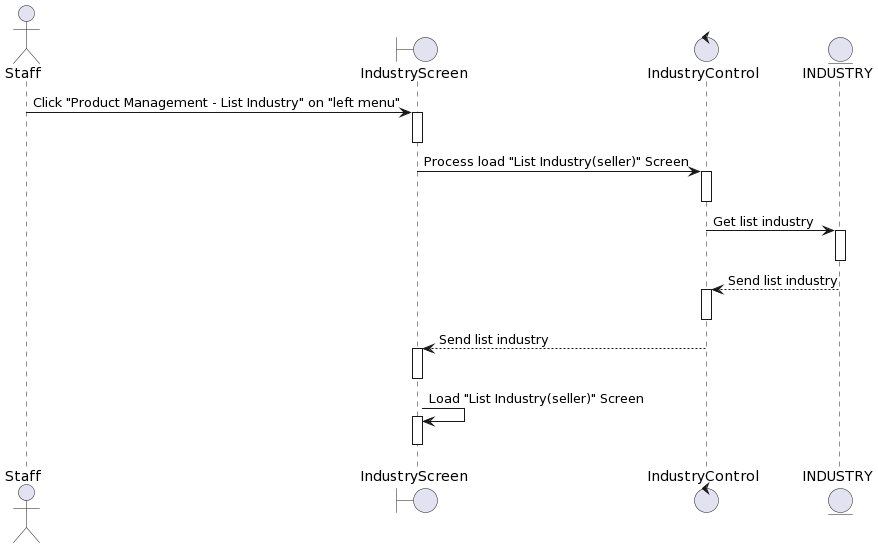 Staff
IndustryScreen
IndustryControl
INDUSTRY
Click "Product Management - List Industry" on "left menu"
Process load "List Industry(seller)" Screen
Get list industry
Send list industry
Send list industry
Load "List Industry(seller)" Screen
Staff
IndustryScreen
IndustryControl
INDUSTRY